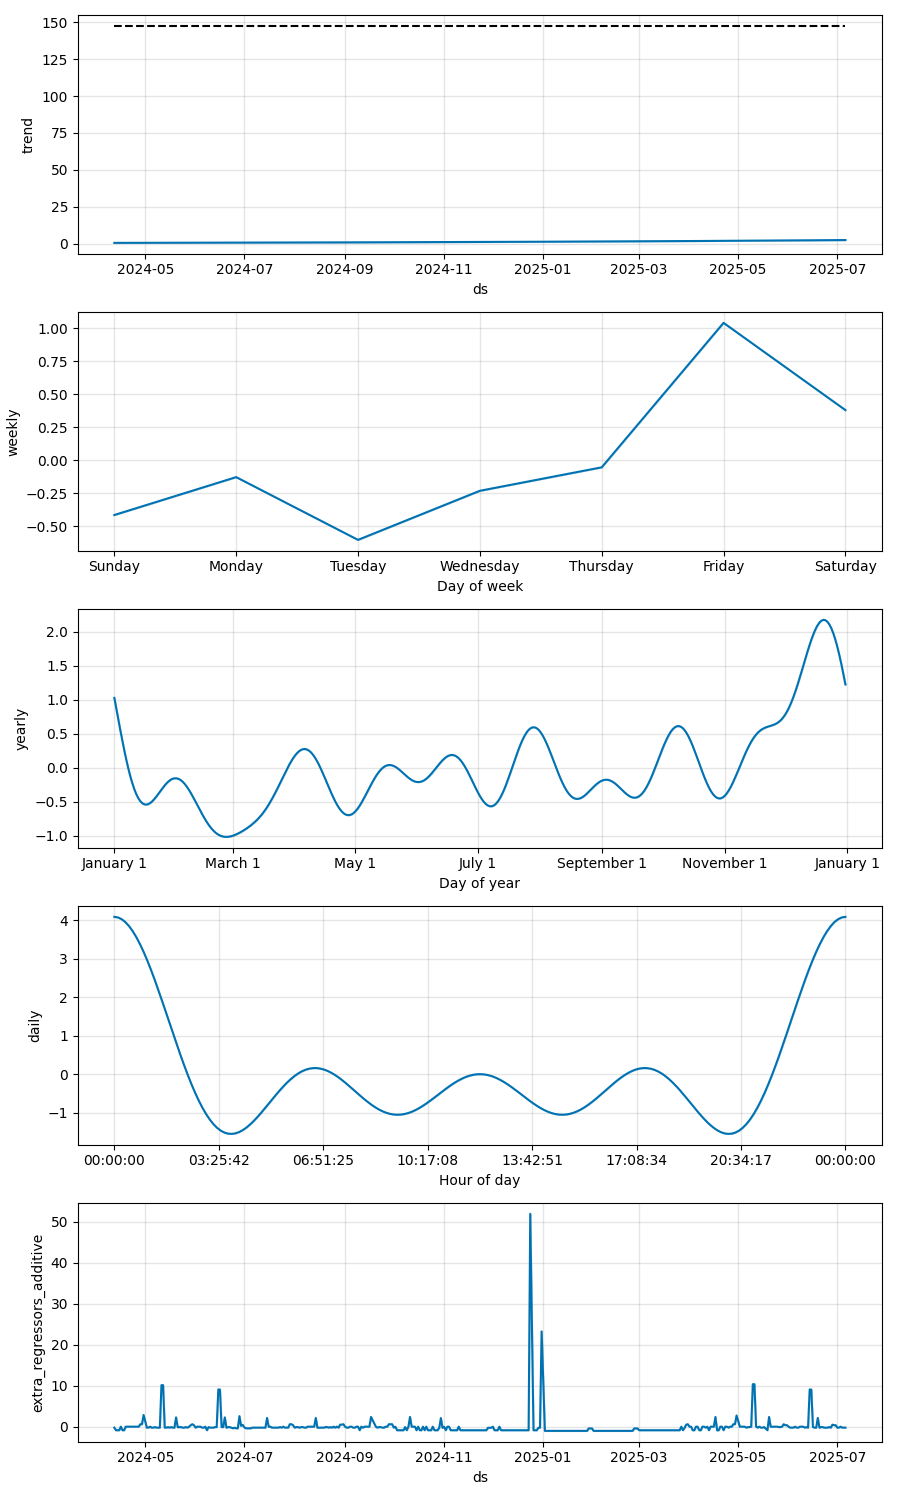 150
125
100
75
50
25
0
trend
2024-05 2024-07 2024-09 2024-11 2025-01 2025-03 2025-05 2025-07
ds
1.00
0.75
0.50
0.25
0.00
−0.25
−0.50
weekly
Sunday Monday Tuesday Wednesday Thursday Friday Saturday
Day of week
2.0
1.5
1.0
0.5
0.0
−0.5
−1.0
yearly
January 1 March 1 May 1 July 1 September 1 November 1 January 1
Day of year
4
3
2
1
0
−1
daily
00:00:00 03:25:42 06:51:25 10:17:08 13:42:51 17:08:34 20:34:17 00:00:00
Hour of day
50
40
30
20
10
0
extra_regressors_additive
2024-05 2024-07 2024-09 2024-11 2025-01 2025-03 2025-05 2025-07
ds